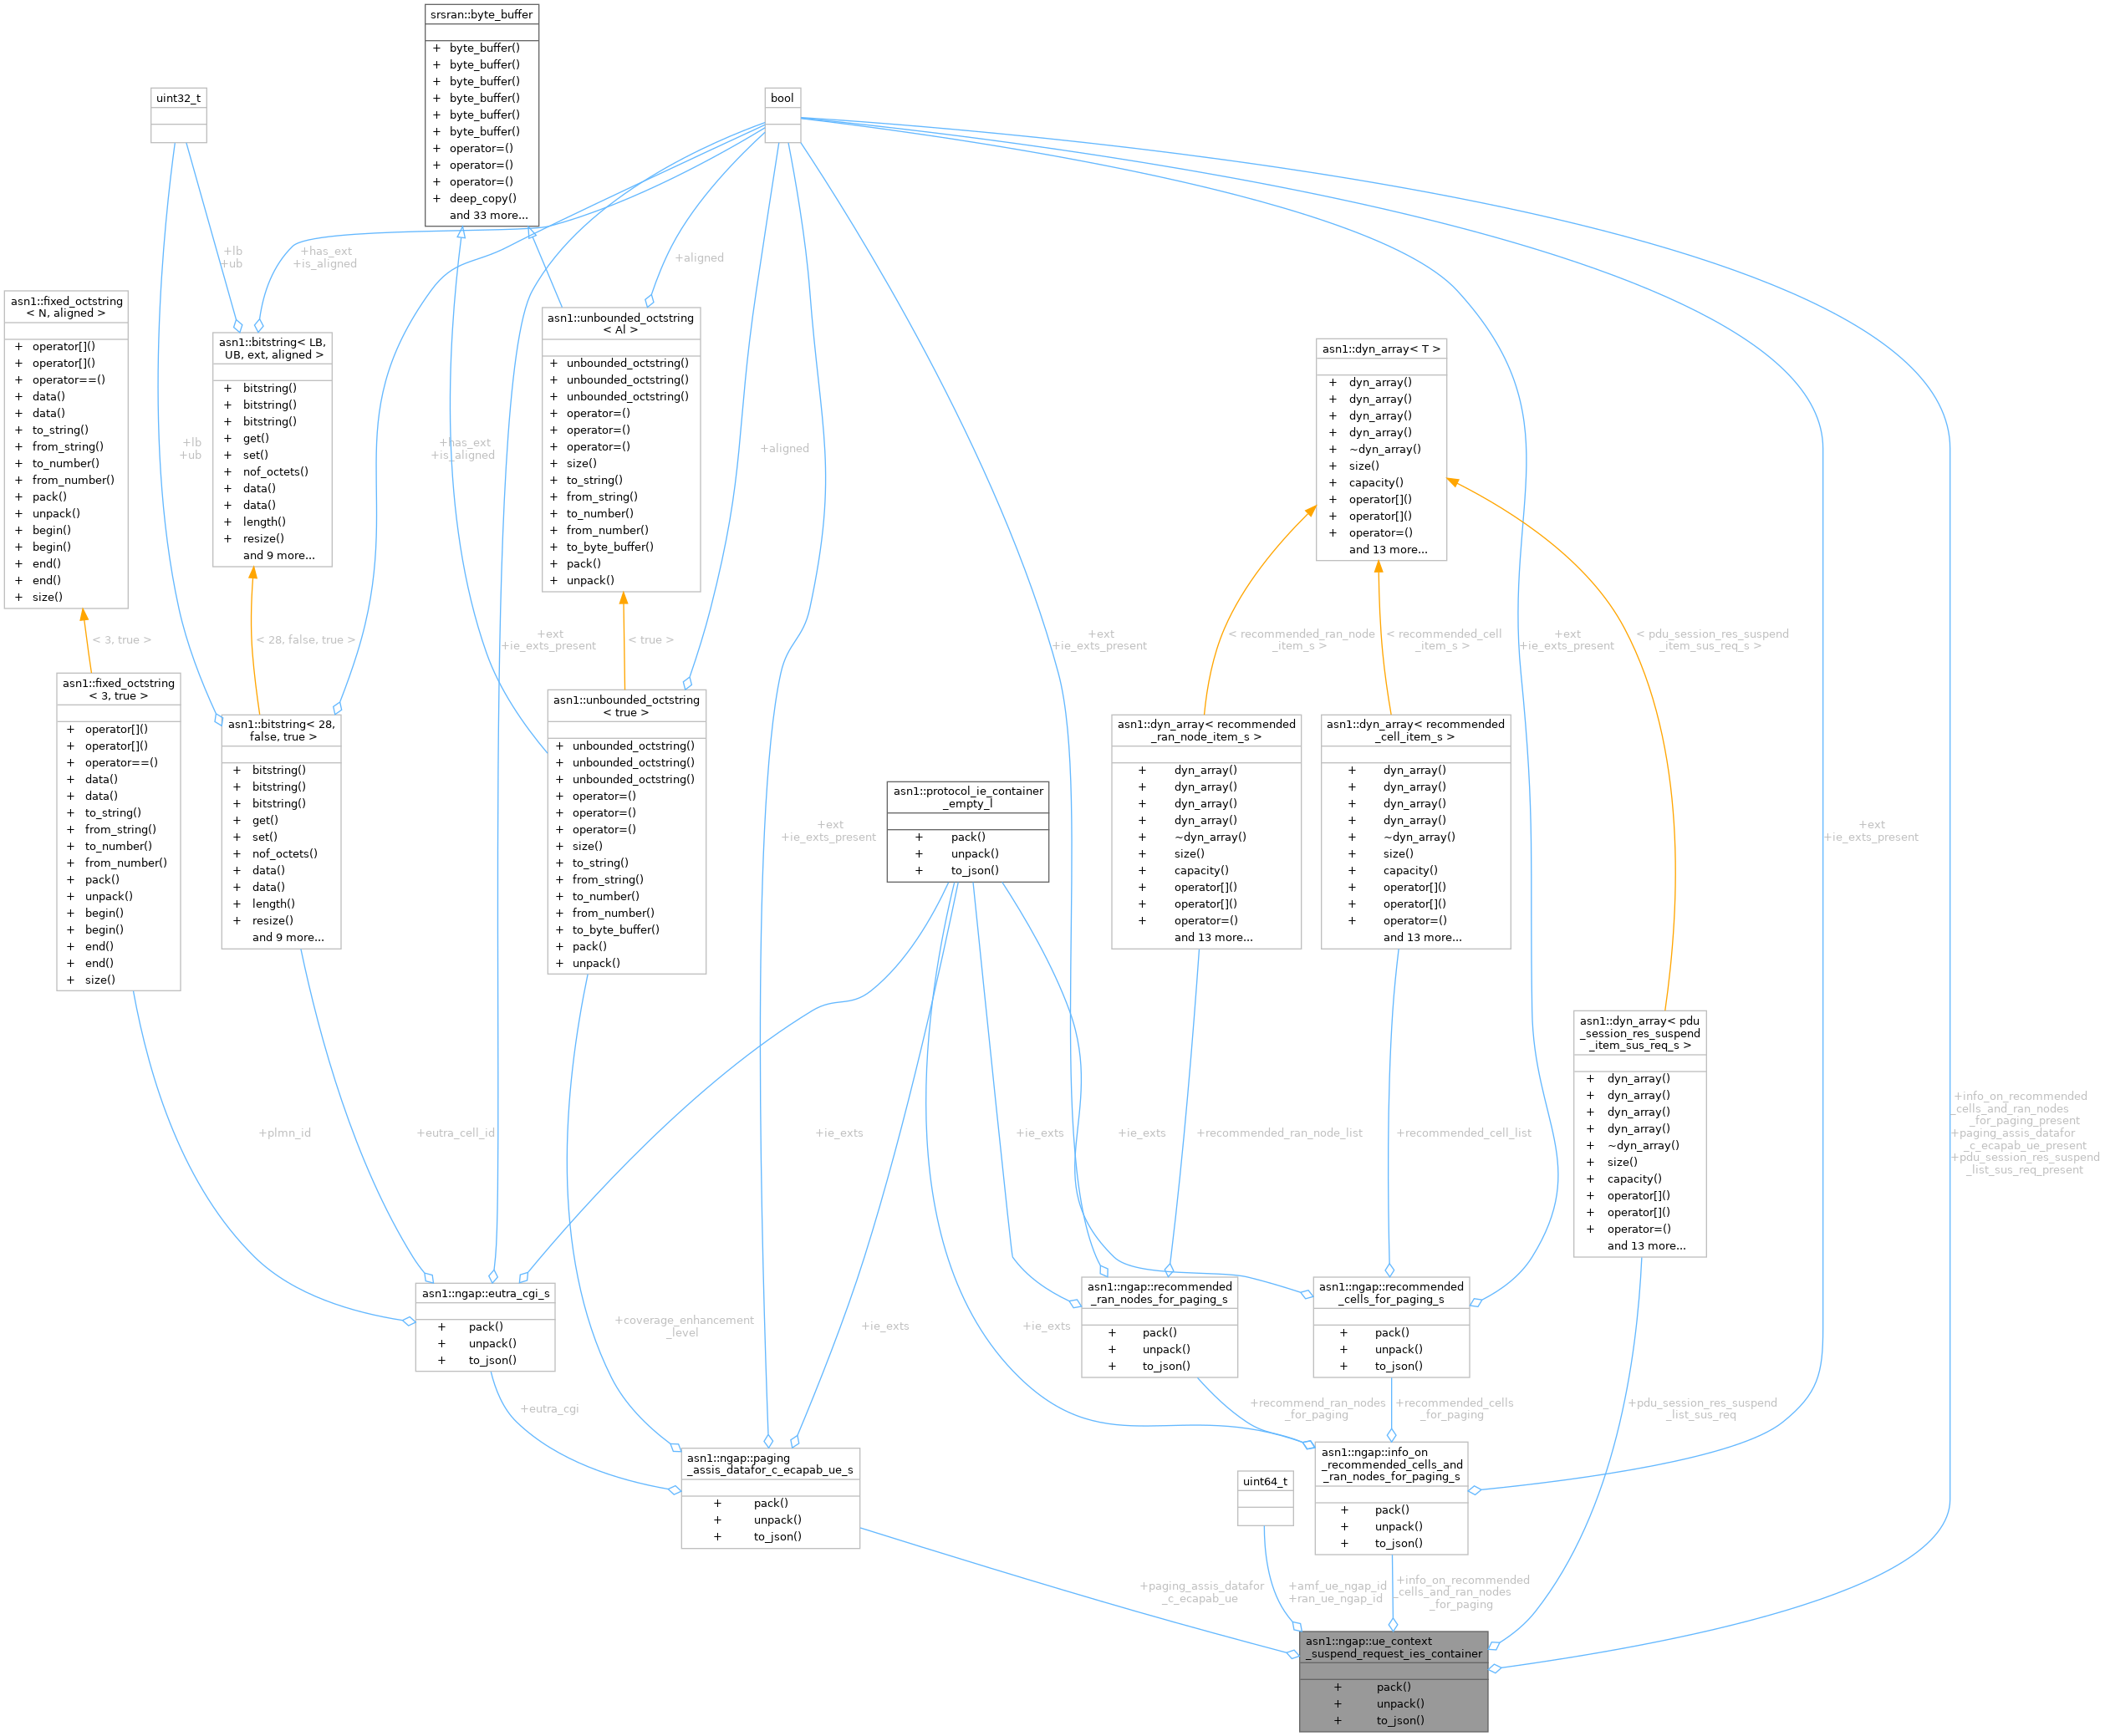 srsran::byte_buffer
+ byte_buffer()
+ byte_buffer()
+ byte_buffer()
+ byte_buffer()
+ byte_buffer()
+ byte_buffer()
+ operator=()
+ operator=()
+ operator=()
+ deep_copy()
and 33 more...
uint32_t
bool
+lb
+ub
+has_ext
+is_aligned
+aligned
asn1::fixed_octstring
< N, aligned >
+ operator[]()
+ operator[]()
+ operator==()
+ data()
+ data()
+ to_string()
+ from_string()
+ to_number()
+ from_number()
+ pack()
+ unpack()
+ begin()
+ begin()
+ end()
+ end()
+ size()
asn1::bitstring< LB,
UB, ext, aligned >
+ bitstring()
+ bitstring()
+ bitstring()
+ get()
+ set()
+ nof_octets()
+ data()
+ data()
+ length()
+ resize()
and 9 more...
asn1::unbounded_octstring
< Al >
+ unbounded_octstring()
+ unbounded_octstring()
+ unbounded_octstring()
+ operator=()
+ operator=()
+ operator=()
+ size()
+ to_string()
+ from_string()
+ to_number()
+ from_number()
+ to_byte_buffer()
+ pack()
+ unpack()
asn1::dyn_array< T >
+ dyn_array()
+ dyn_array()
+ dyn_array()
+ dyn_array()
+ ~dyn_array()
+ size()
+ capacity()
+ operator[]()
+ operator[]()
+ operator=()
and 13 more...
+lb
+ub
+has_ext
+is_aligned
+aligned
< 3, true >
< 28, false, true >
+ext
+ie_exts_present
< true >
+ext
+ie_exts_present
< recommended_ran_node
_item_s >
< recommended_cell
_item_s >
+ext
+ie_exts_present
< pdu_session_res_suspend
_item_sus_req_s >
asn1::fixed_octstring
< 3, true >
+ operator[]()
+ operator[]()
+ operator==()
+ data()
+ data()
+ to_string()
+ from_string()
+ to_number()
+ from_number()
+ pack()
+ unpack()
+ begin()
+ begin()
+ end()
+ end()
+ size()
asn1::bitstring< 28,
false, true >
+ bitstring()
+ bitstring()
+ bitstring()
+ get()
+ set()
+ nof_octets()
+ data()
+ data()
+ length()
+ resize()
and 9 more...
asn1::unbounded_octstring
< true >
+ unbounded_octstring()
+ unbounded_octstring()
+ unbounded_octstring()
+ operator=()
+ operator=()
+ operator=()
+ size()
+ to_string()
+ from_string()
+ to_number()
+ from_number()
+ to_byte_buffer()
+ pack()
+ unpack()
+ext
+ie_exts_present
asn1::protocol_ie_container
_empty_l
+ pack()
+ unpack()
+ to_json()
asn1::dyn_array< recommended
_ran_node_item_s >
+ dyn_array()
+ dyn_array()
+ dyn_array()
+ dyn_array()
+ ~dyn_array()
+ size()
+ capacity()
+ operator[]()
+ operator[]()
+ operator=()
and 13 more...
asn1::dyn_array< recommended
_cell_item_s >
+ dyn_array()
+ dyn_array()
+ dyn_array()
+ dyn_array()
+ ~dyn_array()
+ size()
+ capacity()
+ operator[]()
+ operator[]()
+ operator=()
and 13 more...
+ext
+ie_exts_present
asn1::dyn_array< pdu
_session_res_suspend
_item_sus_req_s >
+ dyn_array()
+ dyn_array()
+ dyn_array()
+ dyn_array()
+ ~dyn_array()
+ size()
+ capacity()
+ operator[]()
+ operator[]()
+ operator=()
and 13 more...
+plmn_id
+eutra_cell_id
+ie_exts
+ie_exts
+ie_exts
+recommended_ran_node_list
+recommended_cell_list
+info_on_recommended
_cells_and_ran_nodes
_for_paging_present
+paging_assis_datafor
_c_ecapab_ue_present
+pdu_session_res_suspend
_list_sus_req_present
asn1::ngap::eutra_cgi_s
+ pack()
+ unpack()
+ to_json()
+coverage_enhancement
_level
+ie_exts
+ie_exts
asn1::ngap::recommended
_ran_nodes_for_paging_s
+ pack()
+ unpack()
+ to_json()
asn1::ngap::recommended
_cells_for_paging_s
+ pack()
+ unpack()
+ to_json()
+eutra_cgi
+recommend_ran_nodes
_for_paging
+recommended_cells
_for_paging
+pdu_session_res_suspend
_list_sus_req
asn1::ngap::paging
_assis_datafor_c_ecapab_ue_s
+ pack()
+ unpack()
+ to_json()
uint64_t
asn1::ngap::info_on
_recommended_cells_and
_ran_nodes_for_paging_s
+ pack()
+ unpack()
+ to_json()
+paging_assis_datafor
_c_ecapab_ue
+amf_ue_ngap_id
+ran_ue_ngap_id
+info_on_recommended
_cells_and_ran_nodes
_for_paging
asn1::ngap::ue_context
_suspend_request_ies_container
+ pack()
+ unpack()
+ to_json()